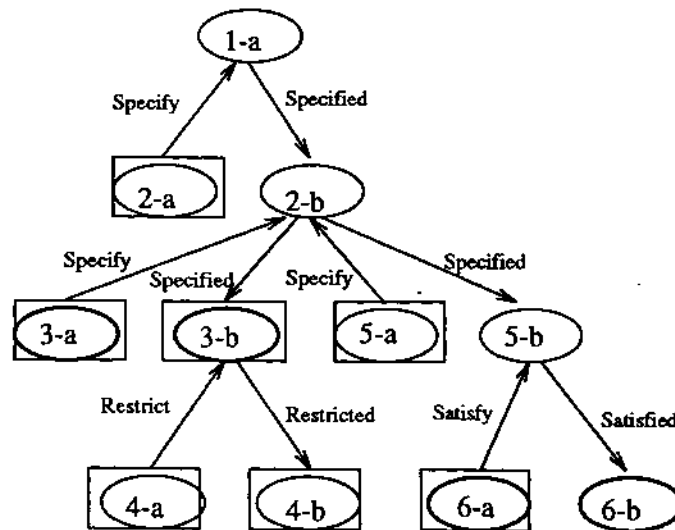 1-a
Specify
Specified
2-a
2-b
Specify
Specified
Specify
Specified
3-a
3-b
5-a
5-b
Restrict
Restricted
Satisfy
Satisfied
4-a
4-b
6-a
6-b